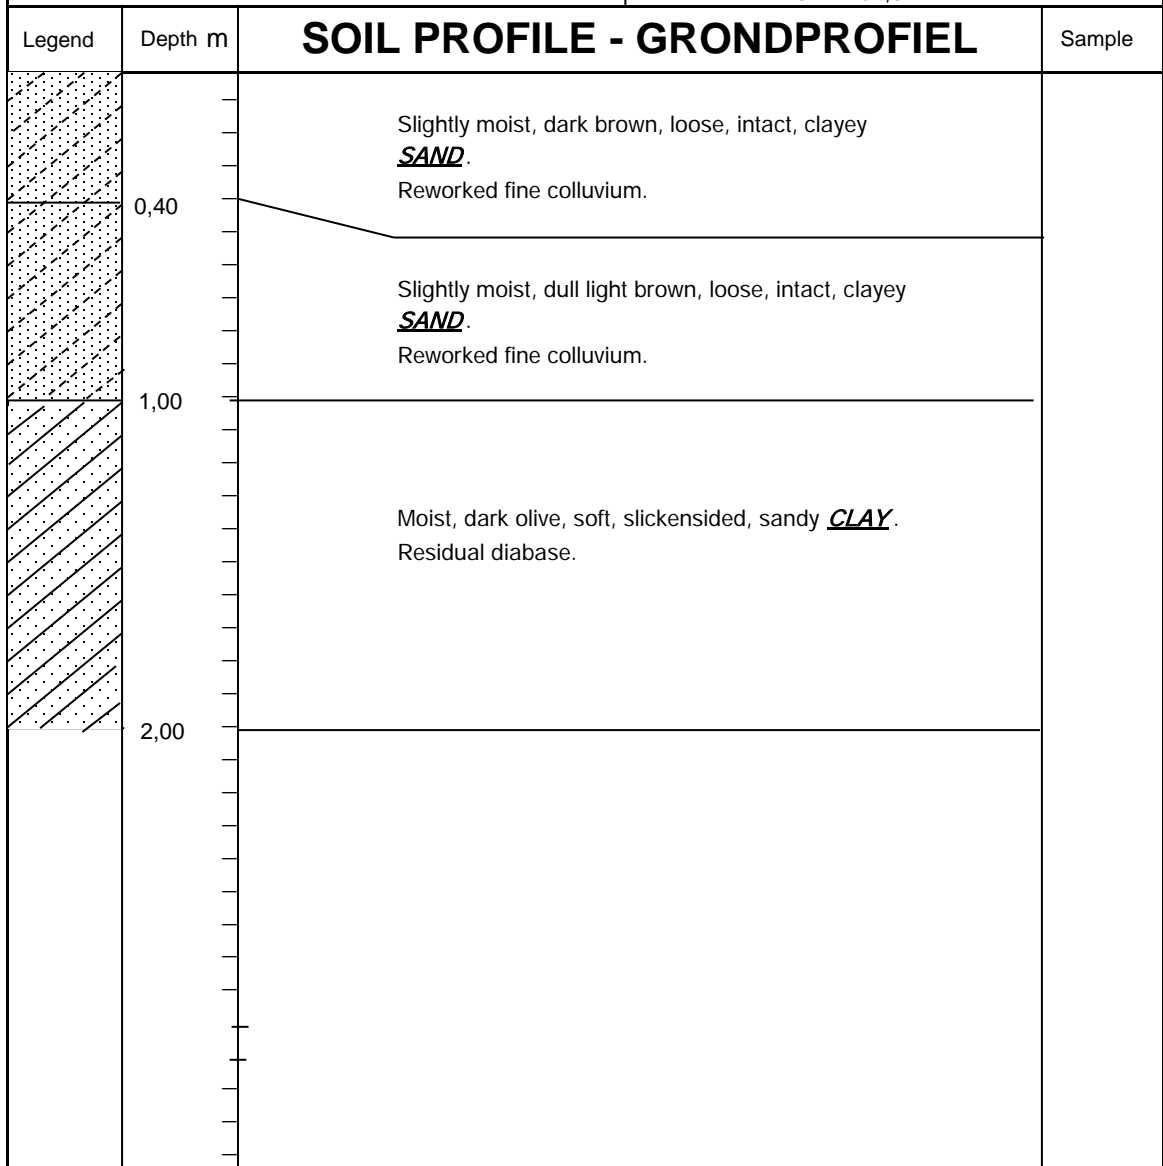 Legend Depth m SOIL PROFILE - GRONDPROFIEL Sample
Slightly moist, dark brown, loose, intact, clayey
SAND.
Reworked fine colluvium.
0,40
Slightly moist, dull light brown, loose, intact, clayey
SAND.
Reworked fine colluvium.
1,00
Moist, dark olive, soft, slickensided, sandy CLAY.
Residual diabase.
2,00